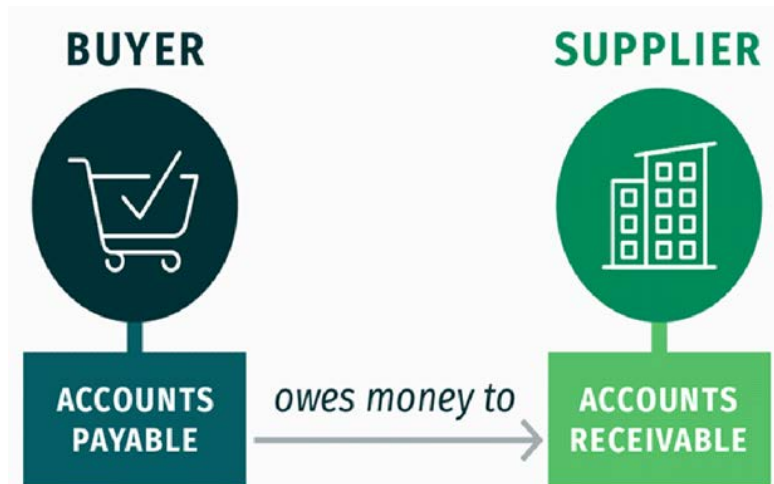 BUYER
SUPPLIER
ACCOUNTS
PAYABLE
owes money to
ACCOUNTS
RECEIVABLE